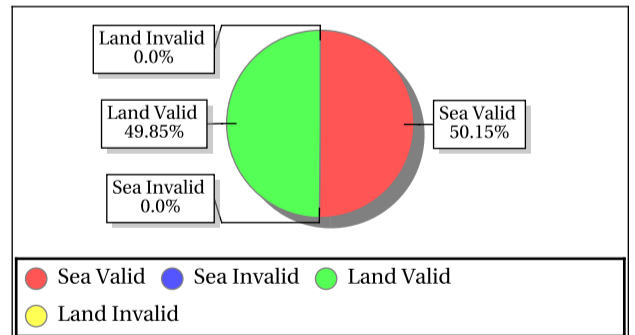 Land Invalid
0.0%
Land Valid
49.85%
Sea Valid
50.15%
Sea Invalid
0.0%
Sea Valid Sea Invalid Land Valid
Land Invalid